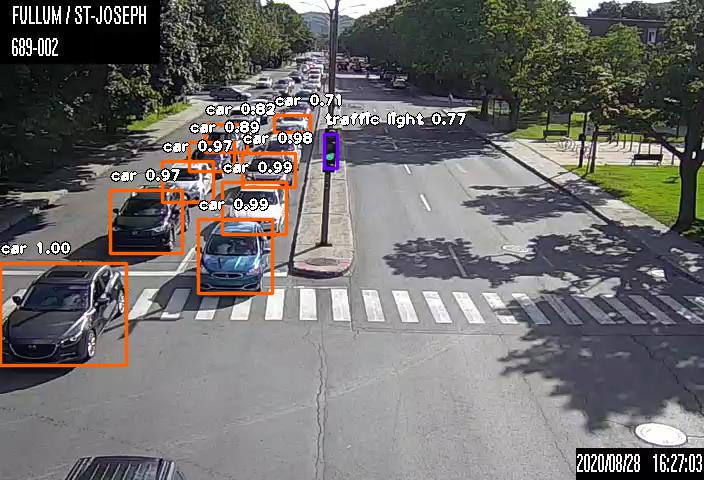 FULLUM / ST-JOSEPH
689-002
car 0.71
car 0.82
traffic light 0.77
car 0.89
car 0.98
car 0.97
car 0.99
car 0.97
car 0.99
car 1.00
2020/08/28 16:27:03